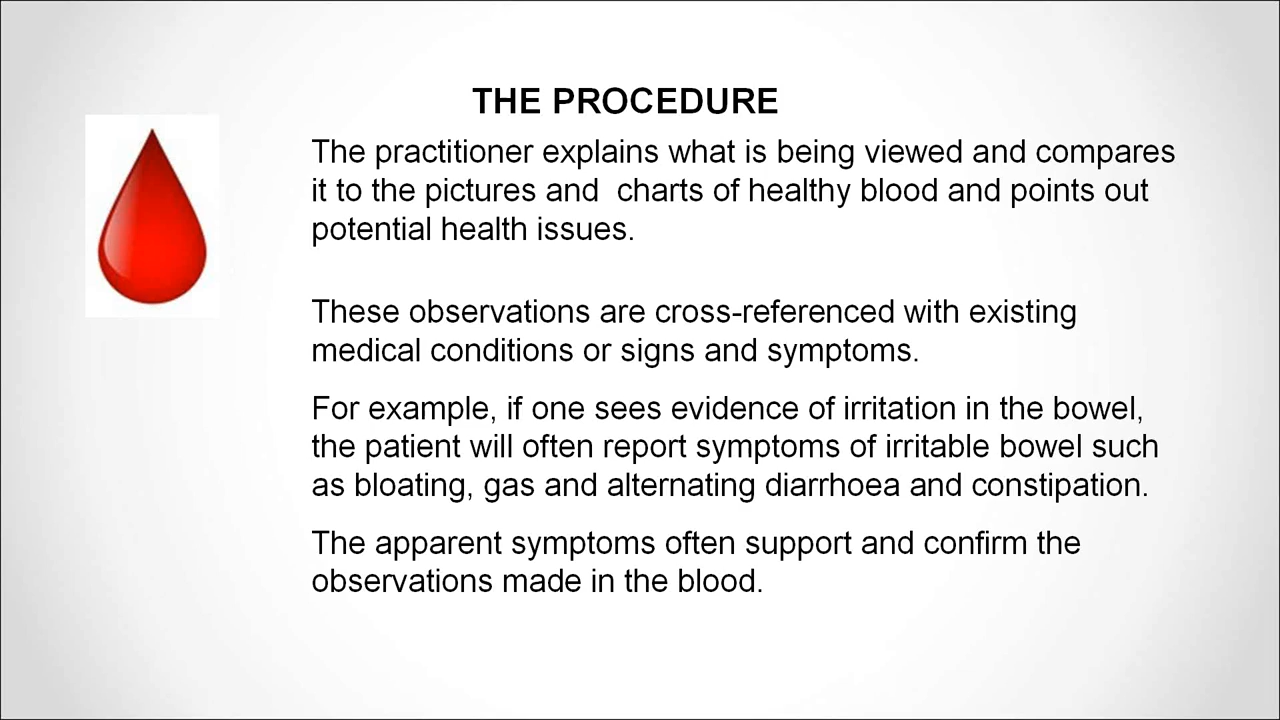 THE PROCEDURE
The practitioner explains what is being viewed and compares
it to the pictures and  charts of healthy blood and points out
potential health issues.
These observations are cross-referenced with existing
medical conditions or signs and symptoms.
For example, if one sees evidence of irritation in the bowel,
the patient will often report symptoms of irritable bowel such
as bloating, gas and alternating diarrhoea and constipation.
The apparent symptoms often support and confirm the
observations made in the blood.